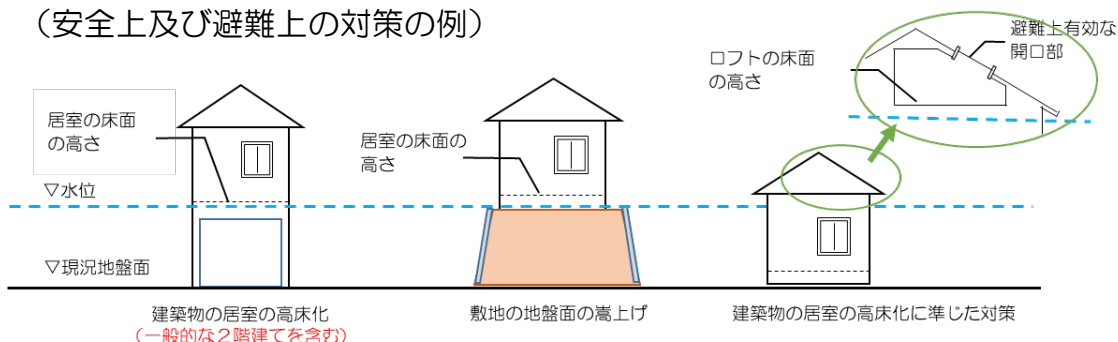 （安全上及び避難上の対策の例）
避難上有効な
開口部
ロフトの床面
の高さ
居室の床面
の高さ
居室の床面の
高さ
▽水位
▽現況地盤面
建築物の居室の高床化
（一般的な２階建てを含む）
敷地の地盤面の嵩上げ
建築物の居室の高床化に準じた対策